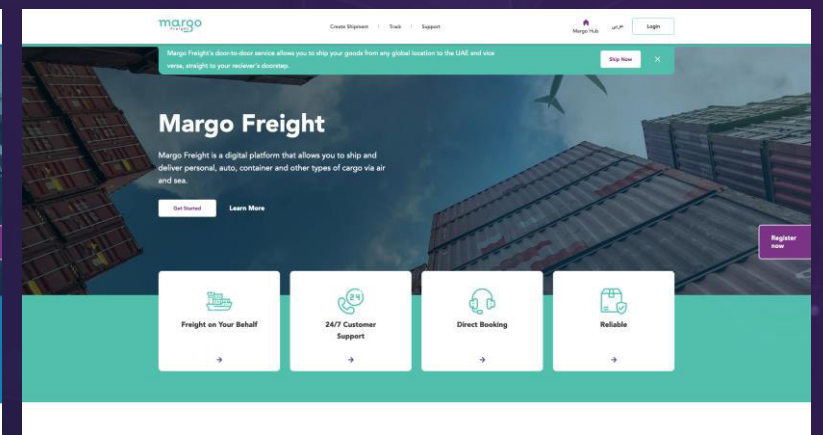 margo
freight
Create Shipment | Track | Support
Margo Hub
عربي
Login
Margo Freight's door-to-door service allows you to ship your goods from any global location to the UAE and vice
versa, straight to your reciever's doorstep.
Ship Now
Margo Freight
Margo Freight is a digital platform that allows you to ship and
deliver personal, auto, container and other types of cargo via air
and sea.
Get Started
Learn More
Register
now
Freight on Your Behalf
24
24/7 Customer
Support
Direct Booking
Reliable